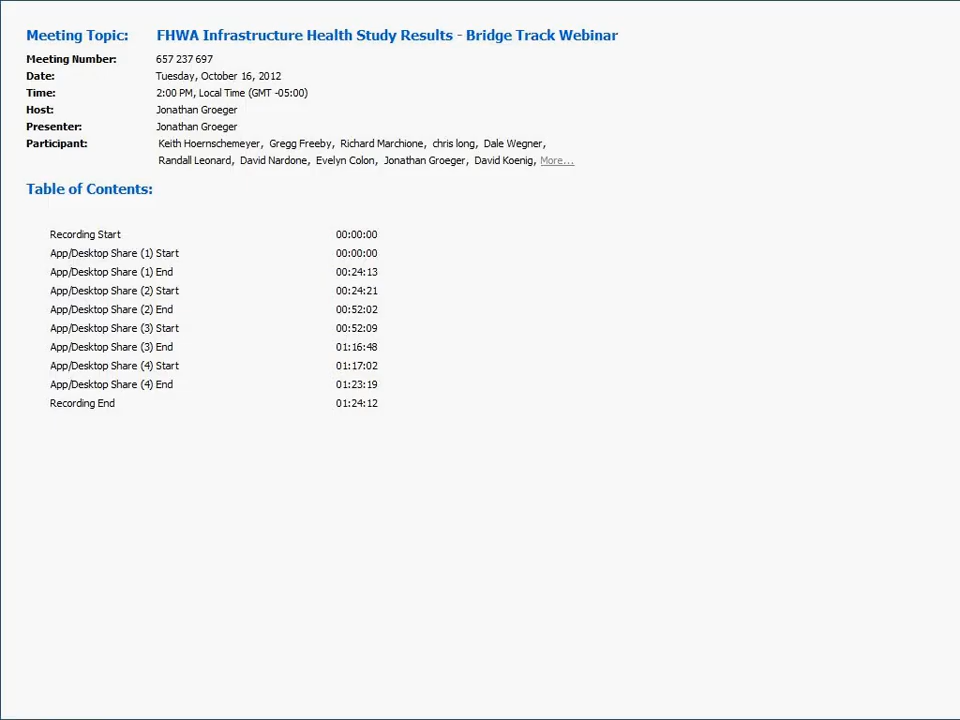 Meeting Topic: FHWA Infrastructure Health Study Results - Bridge Track Webinar
Meeting Number: 657 237 697
Date: Tuesday, October 16, 2012
Time: 2:00 PM, Local Time (GMT -05:00)
Host: Jonathan Groeger
Presenter: Jonathan Groeger
Participant: Keith Hoernschemeyer, Gregg Freeby, Richard Marchione, chris long, Dale Wegner,
Randall Leonard, David Nardone, Evelyn Colon, Jonathan Groeger, David Koenig, More...
Table of Contents:
Recording Start 00:00:00
App/Desktop Share (1) Start 00:00:00
App/Desktop Share (1) End 00:24:13
App/Desktop Share (2) Start 00:24:21
App/Desktop Share (2) End 00:52:02
App/Desktop Share (3) Start 00:52:09
App/Desktop Share (3) End 01:16:48
App/Desktop Share (4) Start 01:17:02
App/Desktop Share (4) End 01:23:19
Recording End 01:24:12